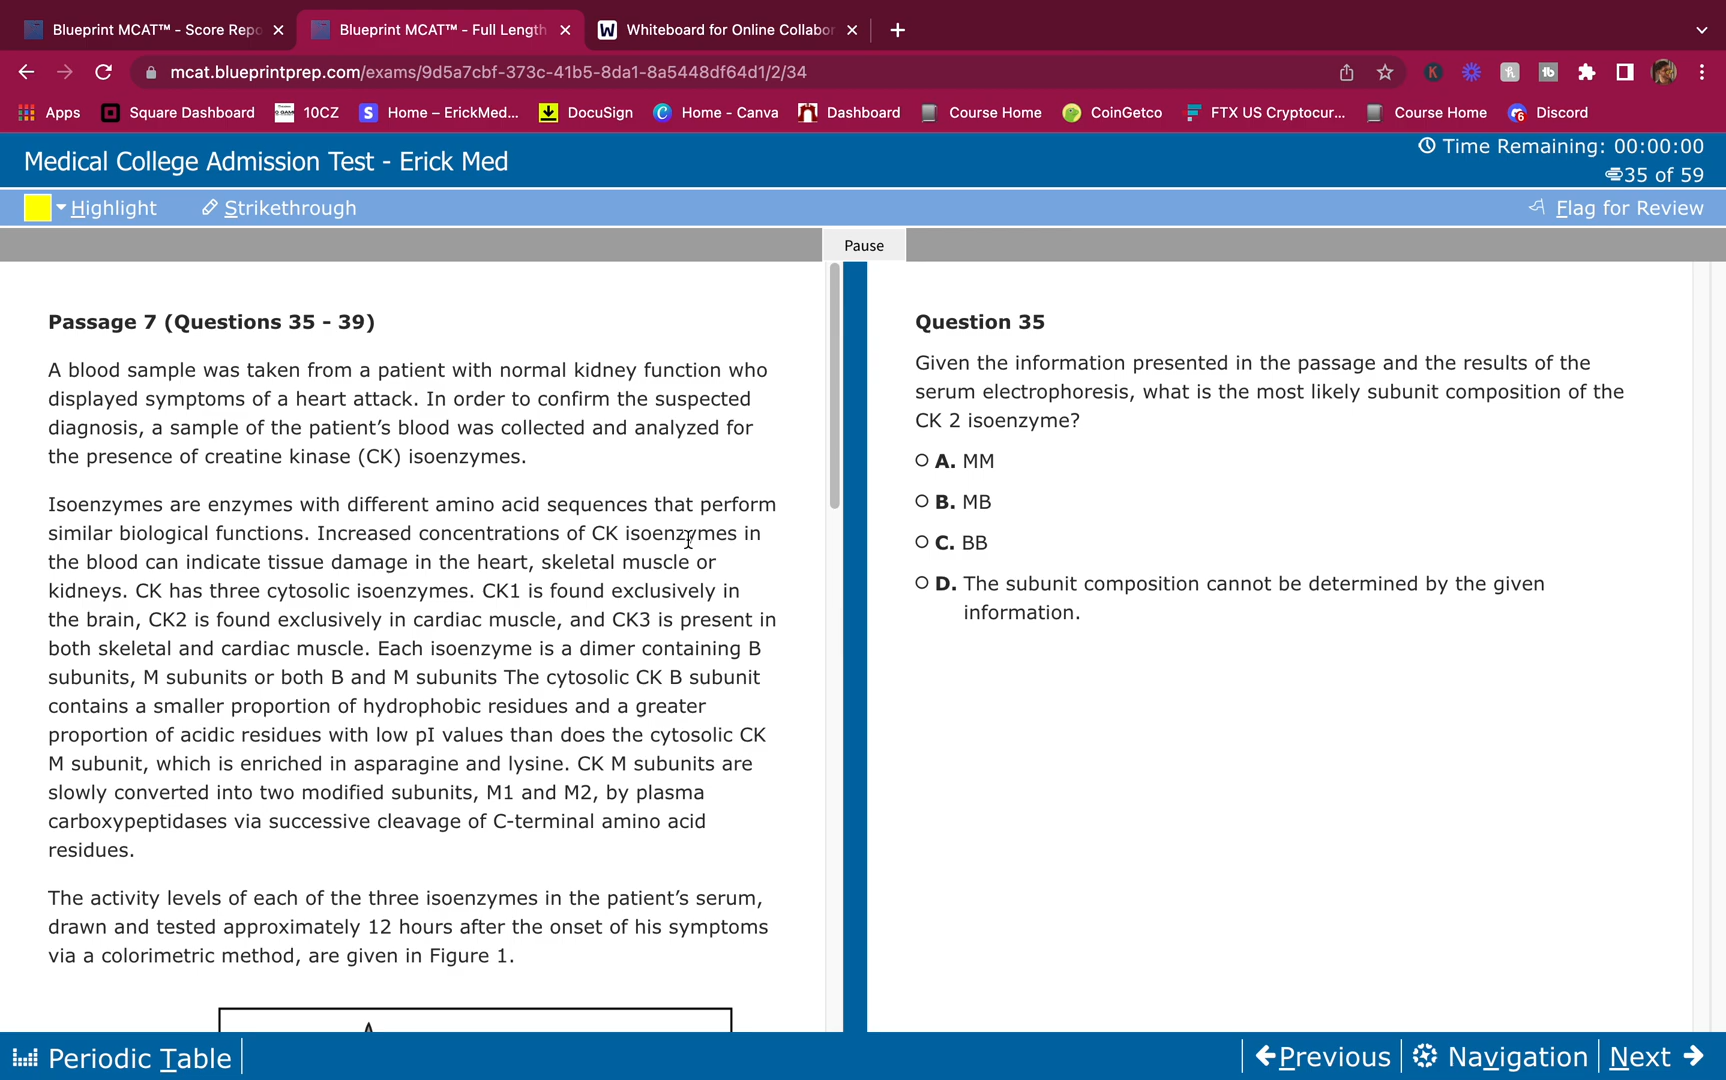 Blueprint MCAT™ - Score Repo
Blueprint MCAT™ - Full Length
W Whiteboard for Online Collabor
mcat.blueprintprep.com/exams/9d5a7cbf-373c-41b5-8da1-8a5448df64d1/2/34
Apps Square Dashboard 10CZ Home – ErickMed... DocuSign Home - Canva Dashboard Course Home CoinGetco FTX US Cryptocur... Course Home Discord
Medical College Admission Test - Erick Med
Time Remaining: 00:00:00
35 of 59
Highlight Strikethrough Flag for Review
Pause
Passage 7 (Questions 35 - 39)
A blood sample was taken from a patient with normal kidney function who
displayed symptoms of a heart attack. In order to confirm the suspected
diagnosis, a sample of the patient’s blood was collected and analyzed for
the presence of creatine kinase (CK) isoenzymes.
Isoenzymes are enzymes with different amino acid sequences that perform
similar biological functions. Increased concentrations of CK isoenzymes in
the blood can indicate tissue damage in the heart, skeletal muscle or
kidneys. CK has three cytosolic isoenzymes. CK1 is found exclusively in
the brain, CK2 is found exclusively in cardiac muscle, and CK3 is present in
both skeletal and cardiac muscle. Each isoenzyme is a dimer containing B
subunits, M subunits or both B and M subunits The cytosolic CK B subunit
contains a smaller proportion of hydrophobic residues and a greater
proportion of acidic residues with low pI values than does the cytosolic CK
M subunit, which is enriched in asparagine and lysine. CK M subunits are
slowly converted into two modified subunits, M1 and M2, by plasma
carboxypeptidases via successive cleavage of C-terminal amino acid
residues.
The activity levels of each of the three isoenzymes in the patient’s serum,
drawn and tested approximately 12 hours after the onset of his symptoms
via a colorimetric method, are given in Figure 1.
Question 35
Given the information presented in the passage and the results of the
serum electrophoresis, what is the most likely subunit composition of the
CK 2 isoenzyme?
A. MM
B. MB
C. BB
D. The subunit composition cannot be determined by the given
information.
Periodic Table
Previous Navigation Next